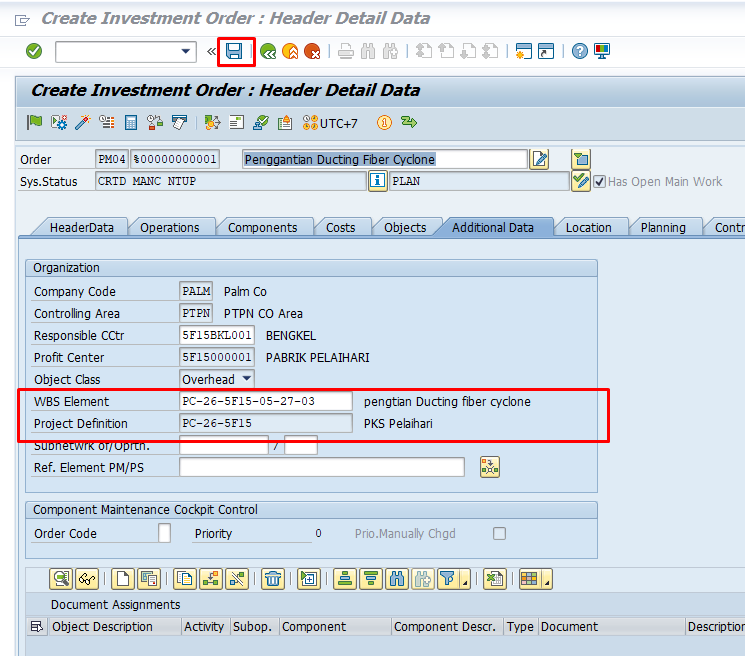 Create Investment Order : Header Detail Data
Create Investment Order : Header Detail Data
UTC+7
Order PM04 %00000000001 Penggantian Ducting Fiber Cyclone
Sys.Status CRTD MANC NTUP PLAN Has Open Main Work
HeaderData Operations Components Costs Objects Additional Data Location Planning Contr
Organization
Company Code PALM Palm Co
Controlling Area PTPN PTPN CO Area
Responsible CCtr 5F15BKL001 BENGKEL
Profit Center 5F15000001 PABRIK PELAIHARI
Object Class Overhead
WBS Element PC-26-5F15-05-27-03 pengtian Ducting fiber cyclone
Project Definition PC-26-5F15 PKS Pelaihari
Subnetwrk of/Oprtn. /
Ref. Element PM/PS
Component Maintenance Cockpit Control
Order Code Priority 0 Prio.Manually Chgd
Document Assignments
Object Description Activity Subop. Component Component Descr. Type Document Description